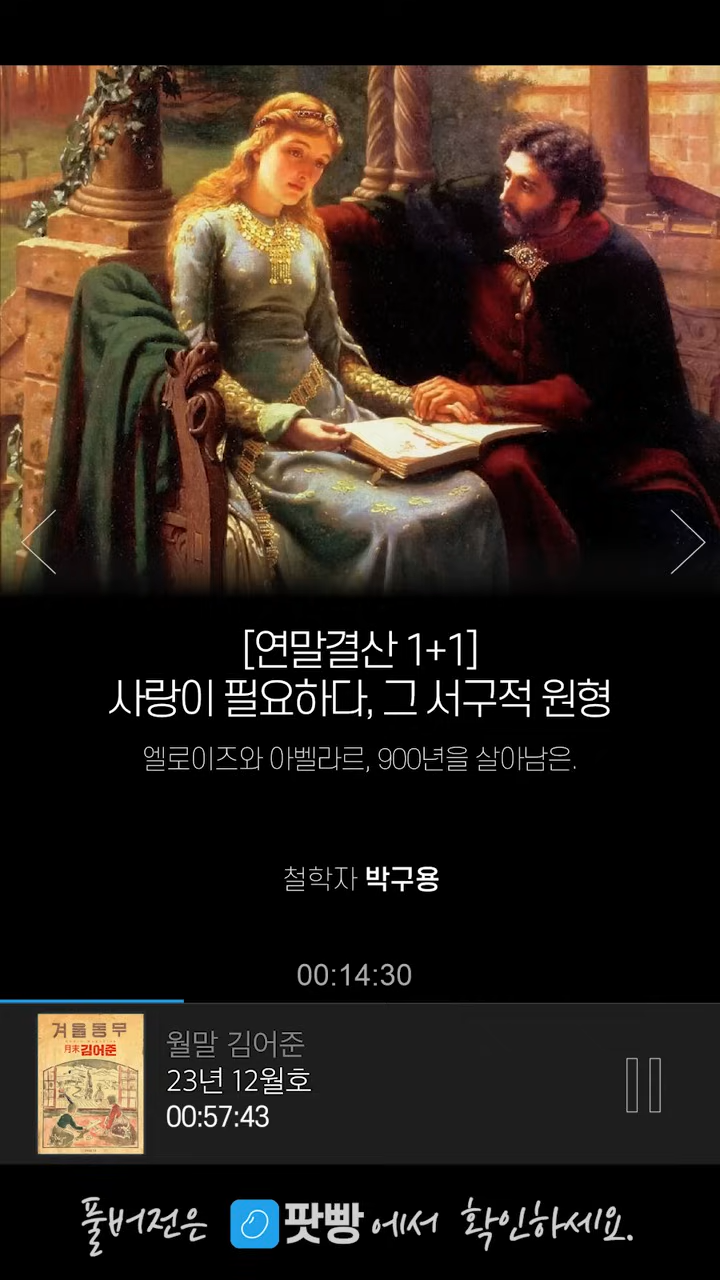 [연말결산 1+1]
사랑이 필요하다, 그 서구적 원형
엘로이즈와 아벨라르, 900년을 살아남은.
철학자 박구용
00:14:30
겨울동무
月末 김어준
월말 김어준
23년 12월호
00:57:43
풀버전은 팟빵에서 확인하세요.